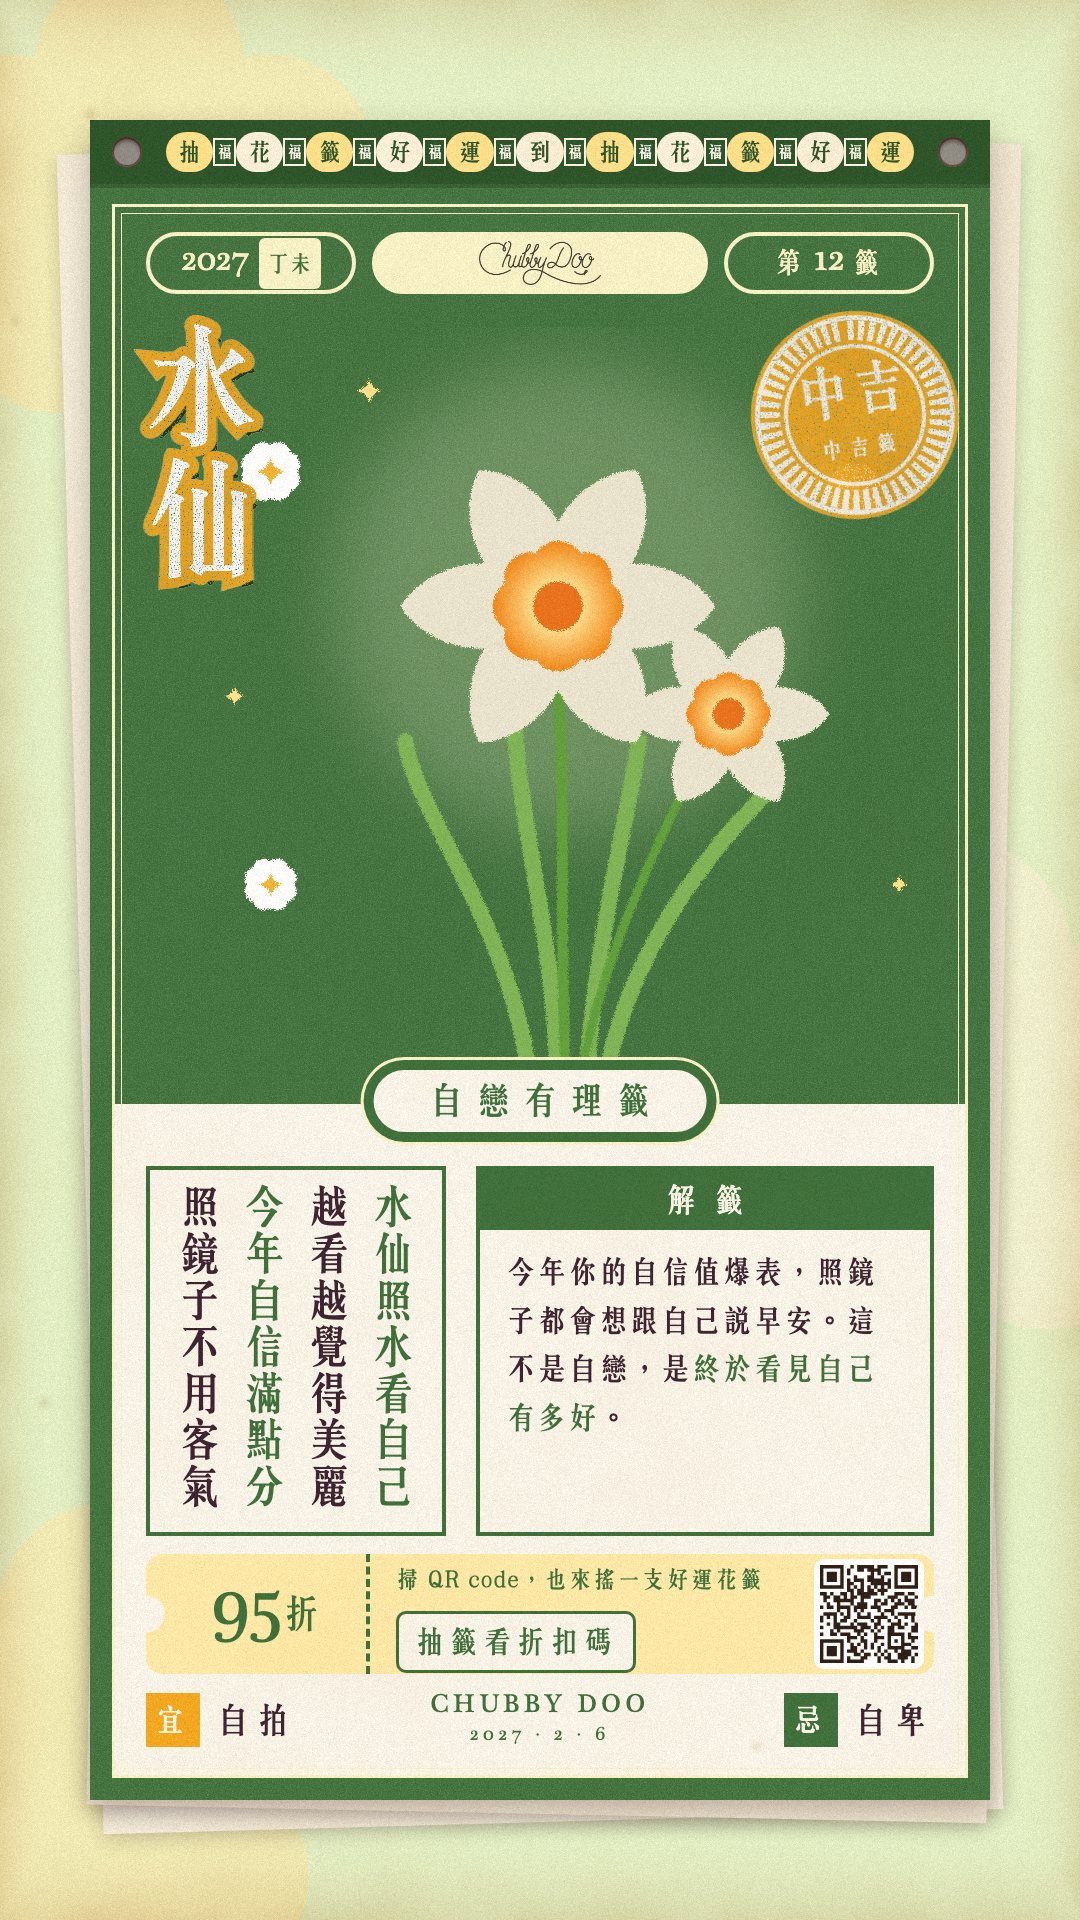 抽福花福籤福好福運福到福抽福花福籤福好福運
2027 丁未
ChubbyDoo
第 12 籤
水仙
中吉
中吉籤
自戀有理籤
水仙照水看自己
越看越覺得美麗
今年自信滿點分
照鏡子不用客氣
解籤
今年你的自信值爆表，照鏡
子都會想跟自己説早安。這
不是自戀，是終於看見自己
有多好。
95折
掃 QR code，也來搖一支好運花籤
抽籤看折扣碼
宜 自拍
CHUBBY DOO
2027 · 2 · 6
忌 自卑